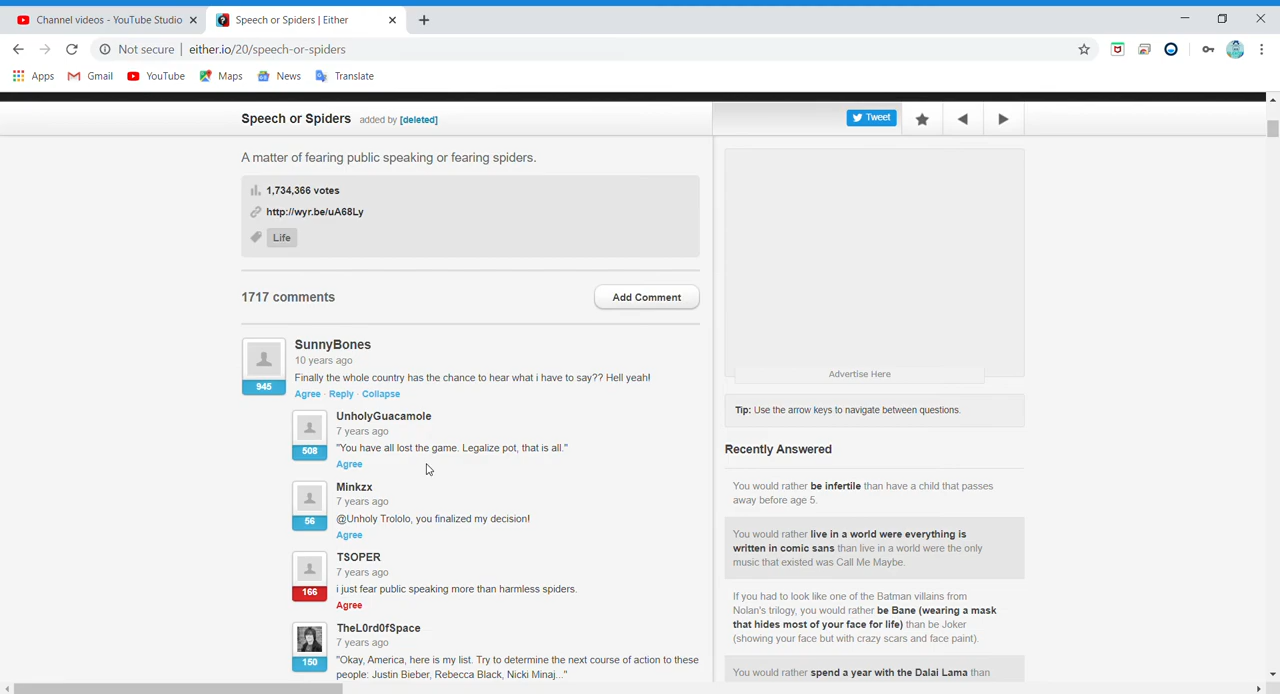 Channel videos - YouTube Studio
Speech or Spiders | Either
Not secure | either.io/20/speech-or-spiders
Apps Gmail YouTube Maps News Translate
Speech or Spiders added by [deleted]
Tweet
A matter of fearing public speaking or fearing spiders.
1,734,366 votes
http://wyr.be/uA68Ly
Life
1717 comments
Add Comment
SunnyBones
10 years ago
945
Finally the whole country has the chance to hear what i have to say?? Hell yeah!
Agree · Reply · Collapse
UnholyGuacamole
7 years ago
508
"You have all lost the game. Legalize pot, that is all."
Agree
Minkzx
7 years ago
56
@Unholy Trololo, you finalized my decision!
Agree
TSOPER
7 years ago
166
i just fear public speaking more than harmless spiders.
Agree
TheL0rd0fSpace
7 years ago
150
"Okay, America, here is my list. Try to determine the next course of action to these
people: Justin Bieber, Rebecca Black, Nicki Minaj..."
Advertise Here
Tip: Use the arrow keys to navigate between questions.
Recently Answered
You would rather be infertile than have a child that passes
away before age 5.
You would rather live in a world were everything is
written in comic sans than live in a world were the only
music that existed was Call Me Maybe.
If you had to look like one of the Batman villains from
Nolan's trilogy, you would rather be Bane (wearing a mask
that hides most of your face for life) than be Joker
(showing your face but with crazy scars and face paint).
You would rather spend a year with the Dalai Lama than